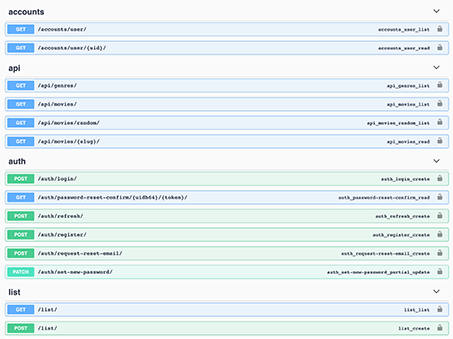 accounts
GET /accounts/user/ accounts_user_list
GET /accounts/user/{uid}/ accounts_user_read
api
GET /api/genres/ api_genres_list
GET /api/movies/ api_movies_list
GET /api/movies/random/ api_movies_random_list
GET /api/movies/{slug}/ api_movies_read
auth
POST /auth/login/ auth_login_create
GET /auth/password-reset-confirm/{uidb64}/{token}/ auth_password-reset-confirm_read
POST /auth/refresh/ auth_refresh_create
POST /auth/register/ auth_register_create
POST /auth/request-reset-email/ auth_request-reset-email_create
PATCH /auth/set-new-password/ auth_set-new-password_partial_update
list
GET /list/ list_list
POST /list/ list_create